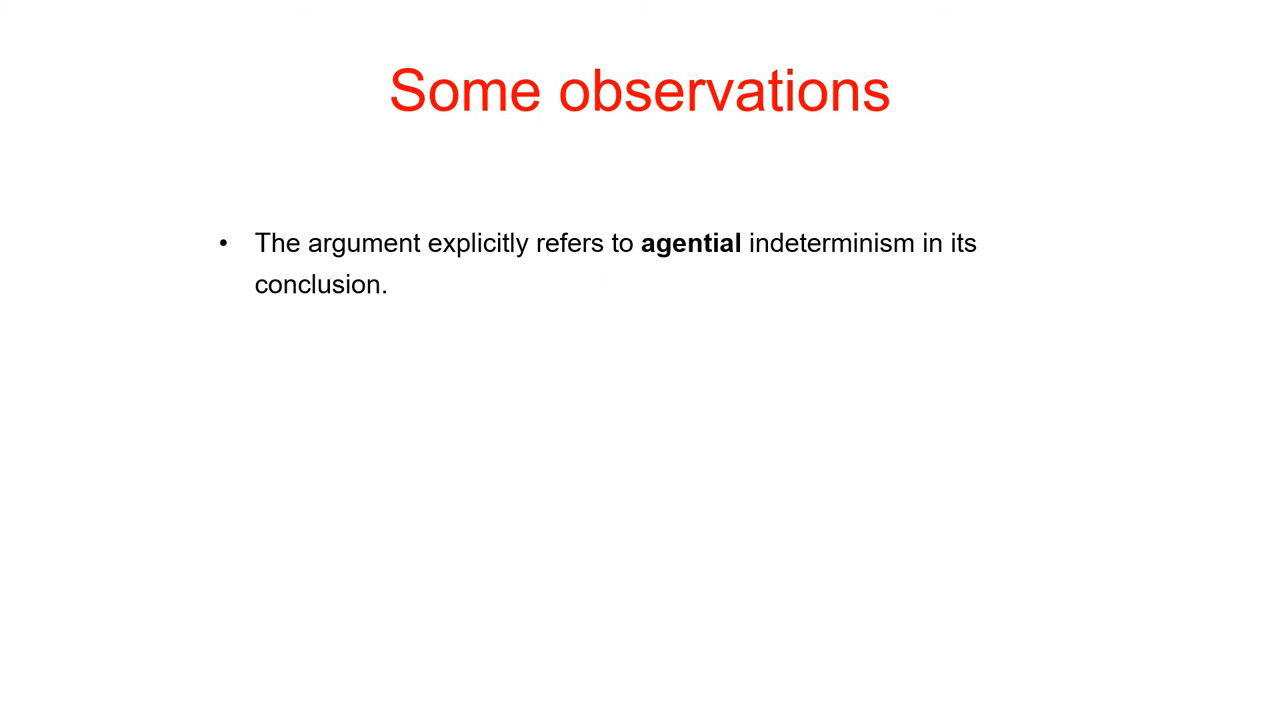 Some observations
• The argument explicitly refers to agential indeterminism in its
conclusion.